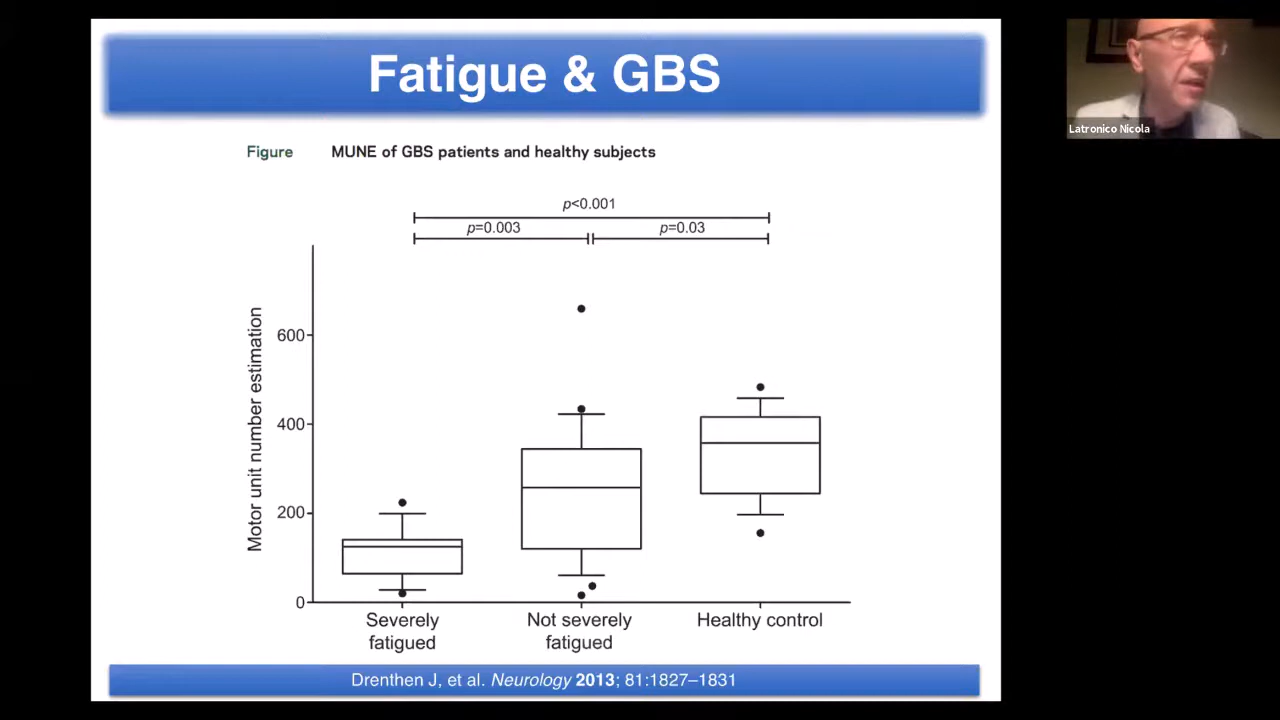 Fatigue & GBS
Figure MUNE of GBS patients and healthy subjects
p<0.001
p=0.003 p=0.03
Motor unit number estimation
600
400
200
0
Severely fatigued
Not severely fatigued
Healthy control
Drenthen J, et al. Neurology 2013; 81:1827–1831
Latronico Nicola